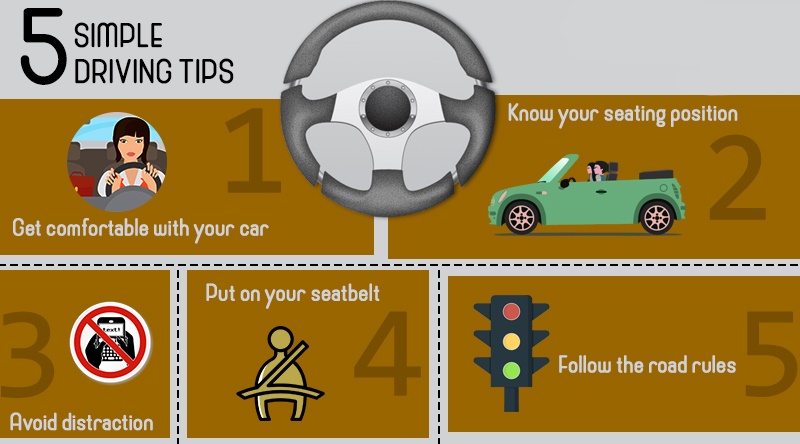 5 SIMPLE
DRIVING TIPS
1
Get comfortable with your car
Know your seating position
2
3
text!
Avoid distraction
Put on your seatbelt
4
Follow the road rules
5